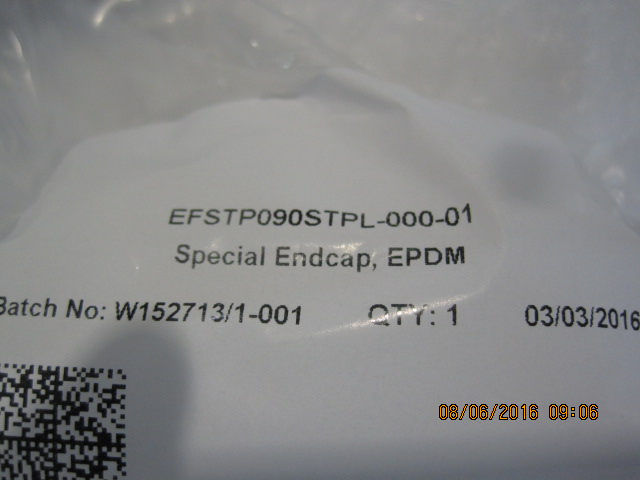 EFSTP090STPL-000-01
Special Endcap, EPDM
Batch No: W152713/1-001 QTY: 1 03/03/2016
08/06/2016 09:06